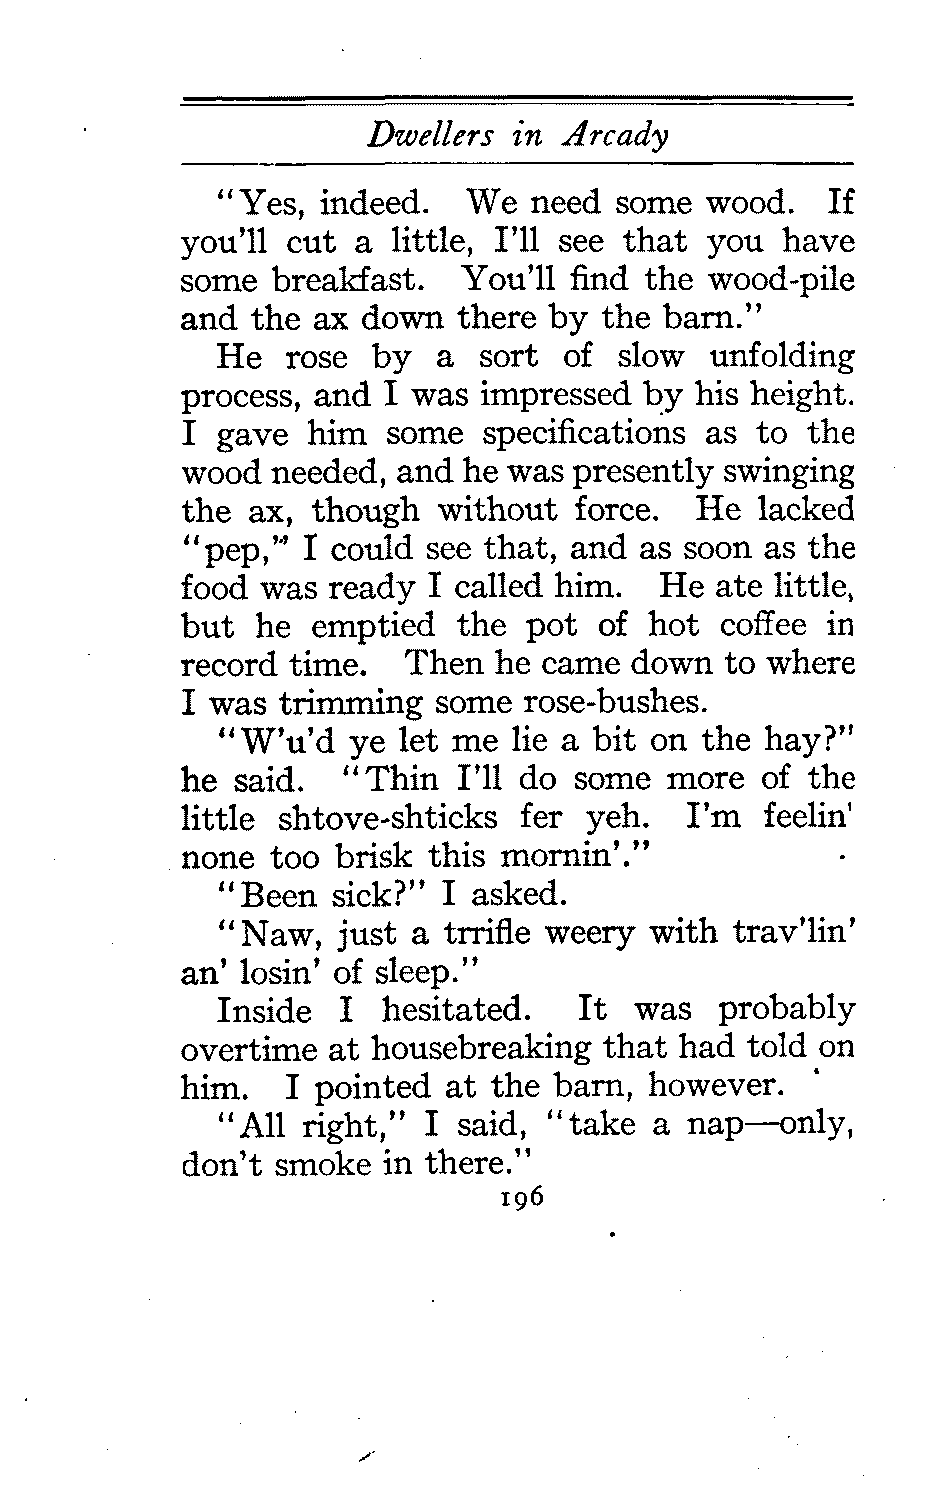 Dwellers in Arcady
"Yes, indeed. We need some wood. If
you'll cut a little, I'll see that you have
some breakfast. You'll find the wood-pile
and the ax down there by the barn."
He rose by a sort of slow unfolding
process, and I was impressed by his height.
I gave him some specifications as to the
wood needed, and he was presently swinging
the ax, though without force. He lacked
"pep," I could see that, and as soon as the
food was ready I called him. He ate little,
but he emptied the pot of hot coffee in
record time. Then he came down to where
I was trimming some rose-bushes.
"W'u'd ye let me lie a bit on the hay?"
he said. "Thin I'll do some more of the
little shtove-shticks fer yeh. I'm feelin'
none too brisk this mornin'."
"Been sick?" I asked.
"Naw, just a trrifle weery with trav'lin'
an' losin' of sleep."
Inside I hesitated. It was probably
overtime at housebreaking that had told on
him. I pointed at the barn, however.
"All right," I said, "take a nap—only,
don't smoke in there."
196